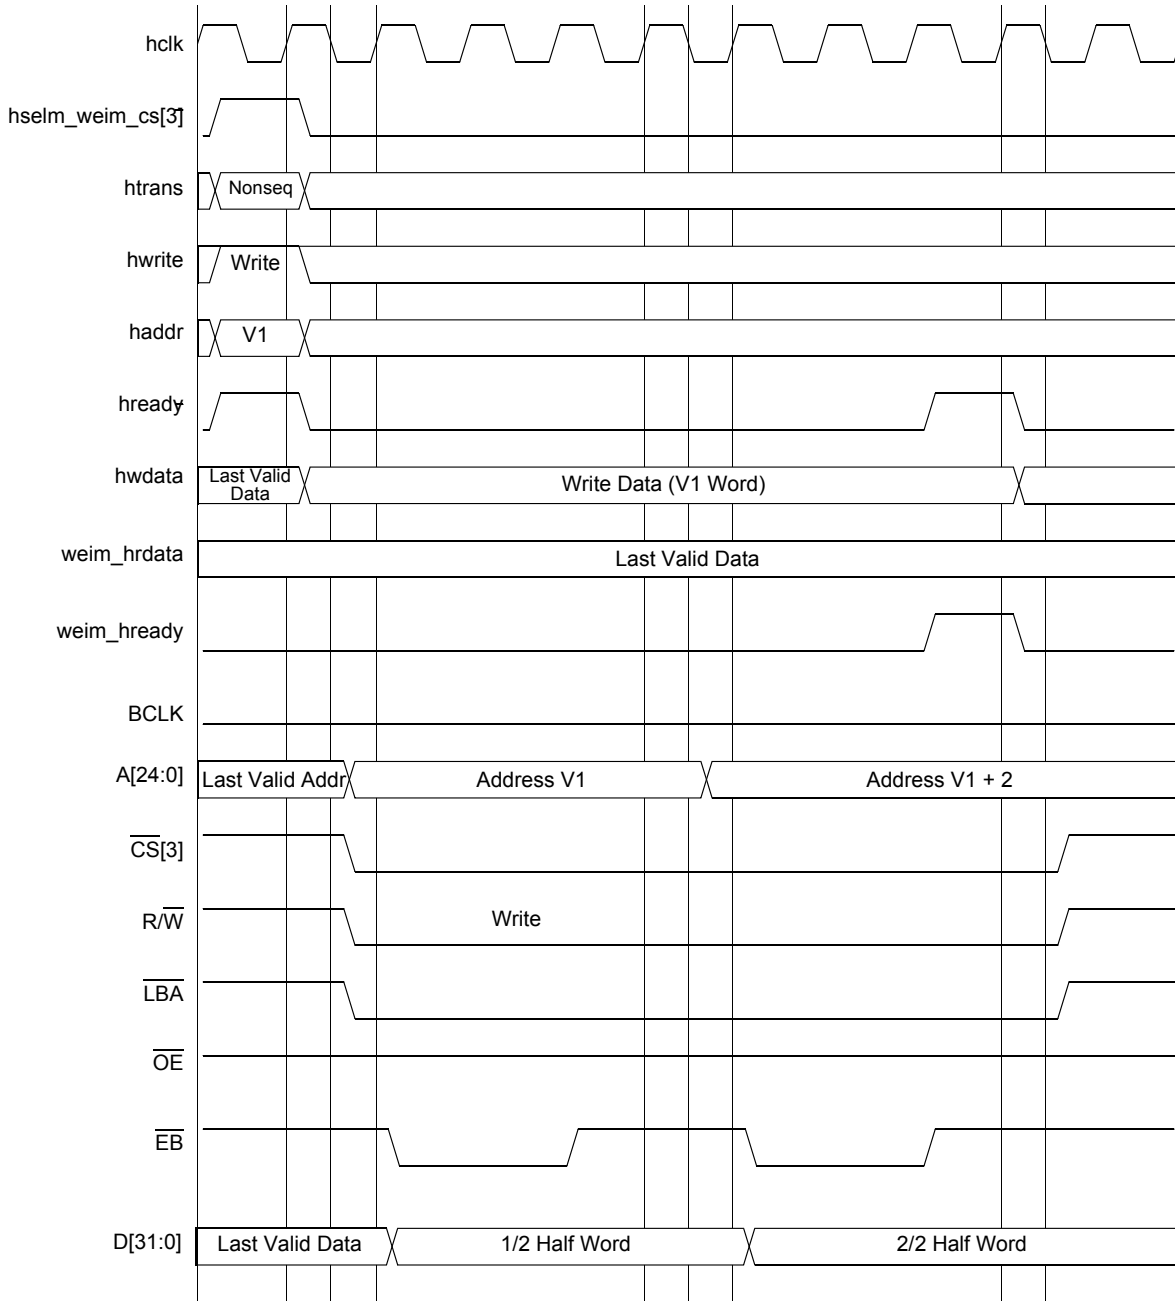 hclk
hselm_weim_cs[3]
htrans
Nonseq
hwrite
Write
haddr
V1
hready
hwdata
Last Valid
Data
Write Data (V1 Word)
weim_hrdata
Last Valid Data
weim_hready
BCLK
A[24:0]
Last Valid Addr
Address V1
Address V1 + 2
CS[3]
R/W
Write
LBA
OE
EB
D[31:0]
Last Valid Data
1/2 Half Word
2/2 Half Word